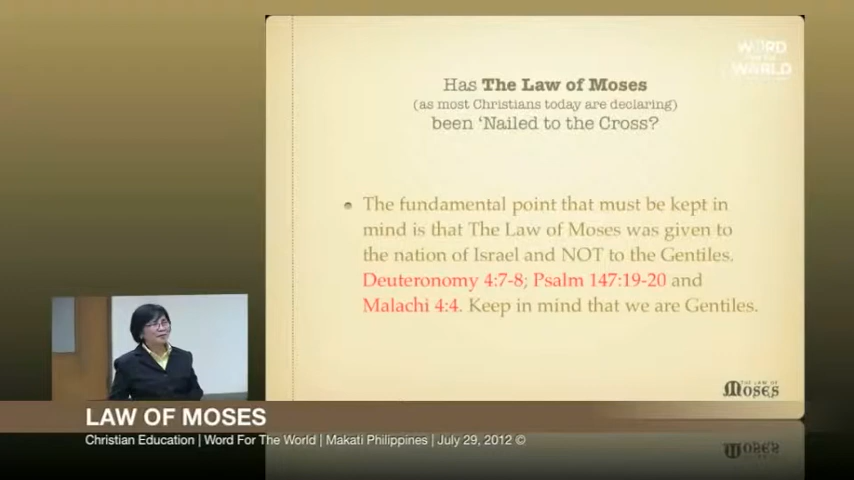 WORD
WORLD
Has The Law of Moses
(as most Christians today are declaring)
been ‘Nailed to the Cross?
• The fundamental point that must be kept in
mind is that The Law of Moses was given to
the nation of Israel and NOT to the Gentiles.
Deuteronomy 4:7-8; Psalm 147:19-20 and
Malachi 4:4. Keep in mind that we are Gentiles.
THE LAW OF
MOSES
LAW OF MOSES
Christian Education | Word For The World | Makati Philippines | July 29, 2012 ©